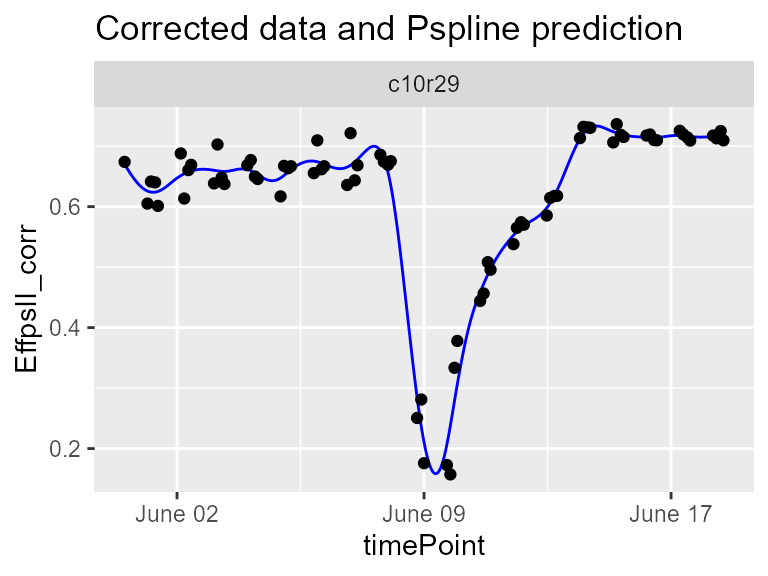 Corrected data and Pspline prediction
c10r29
EffpsII_corr
0.6
0.4
0.2
June 02
June 09
June 17
timePoint